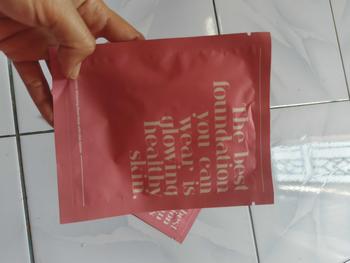 The best
foundation
you can
wear is
glowing
healthy
skin.